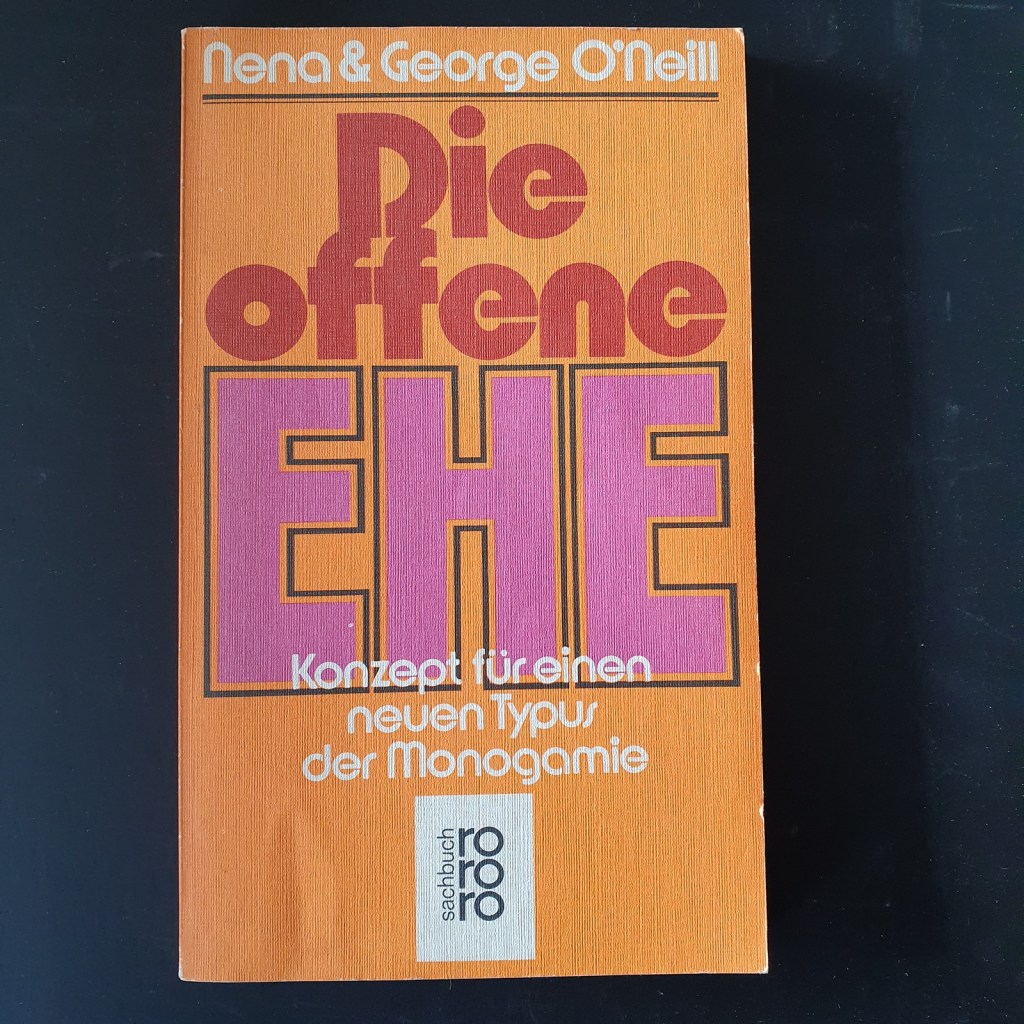 Nena & George O'Neill
Die
offene
EHE
Konzept für einen
neuen Typus
der Monogamie
sachbuch
ro
ro
ro